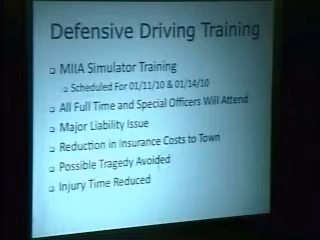 Defensive Driving Training
MIIA Simulator Training
Scheduled For 01/11/10 & 01/14/10
All Full Time and Special Officers Will Attend
Major Liability Issue
Reduction in Insurance Costs to Town
Possible Tragedy Avoided
Injury Time Reduced